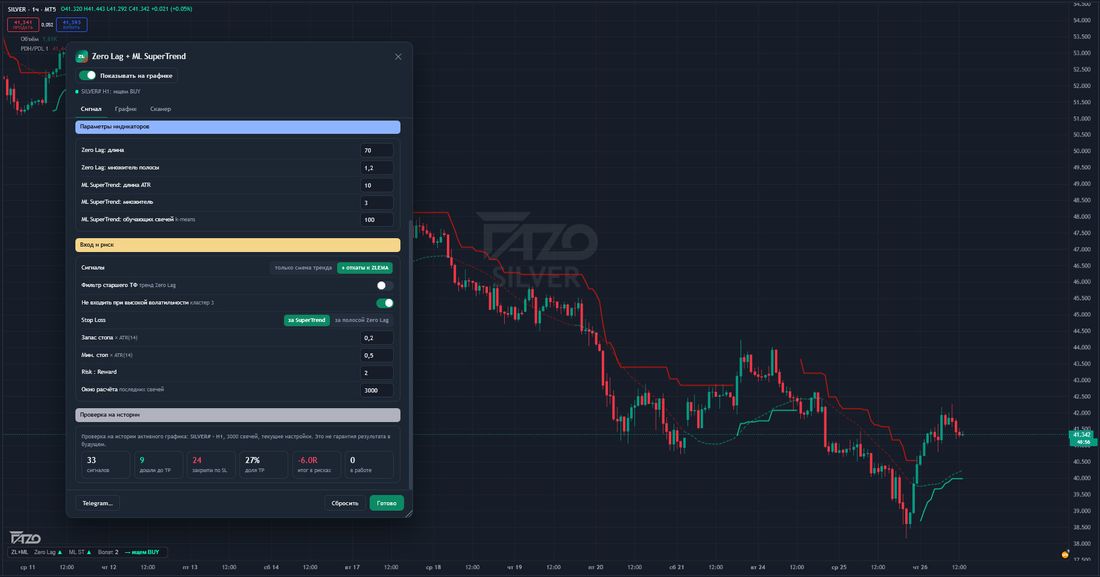 SILVER · 1ч · MT5 O41.320 H41.443 L41.292 C41.342 +0.021 (+0.05%)
41,341 ПРОДАТЬ 0,052 41,393 КУПИТЬ
Объём 1.81K
PDH/PDL 1
Zero Lag + ML SuperTrend
Показывать на графике
SILVER# H1: ищем BUY
Сигнал График Сканер
Параметры индикаторов
Zero Lag: длина 70
Zero Lag: множитель полосы 1,2
ML SuperTrend: длина ATR 10
ML SuperTrend: множитель 3
ML SuperTrend: обучающих свечей k-means 100
Вход и риск
Сигналы только смена тренда + откаты к ZLEMA
Фильтр старшего ТФ тренд Zero Lag
Не входить при высокой волатильности кластер 3
Stop Loss за SuperTrend за полосой Zero Lag
Запас стопа × ATR(14) 0,2
Мин. стоп × ATR(14) 0,5
Risk : Reward 2
Окно расчёта последних свечей 3000
Проверка на истории
Проверка на истории активного графика: SILVER# · H1, 3000 свечей, текущие настройки. Это не гарантия результата в
будущем.
33 9 24 27% -6.0R 0
сигналов дошли до TP закрыли по SL доля TP итог в рисках в работе
Telegram... Сбросить Готово
FAZO
SILVER
54.500
54.000
53.500
53.000
52.500
52.000
51.500
51.000
50.500
50.000
49.500
49.000
48.500
48.000
47.500
47.000
46.500
46.000
45.500
45.000
44.500
44.000
43.500
43.000
42.500
42.000
41.500
41,342
40.500
40.000
39.500
39.000
38.500
38.000
37.500
FAZO
ZL+ML Zero Lag ▲ ML ST ▲ Волат 2 → ищем BUY
ср 11 12:00 чт 12 12:00 пт 13 12:00 сб 14 12:00 вт 17 12:00 ср 18 12:00 чт 19 12:00 пт 20 12:00 сб 21 12:00 вт 24 12:00 ср 25 12:00 чт 26 12:00